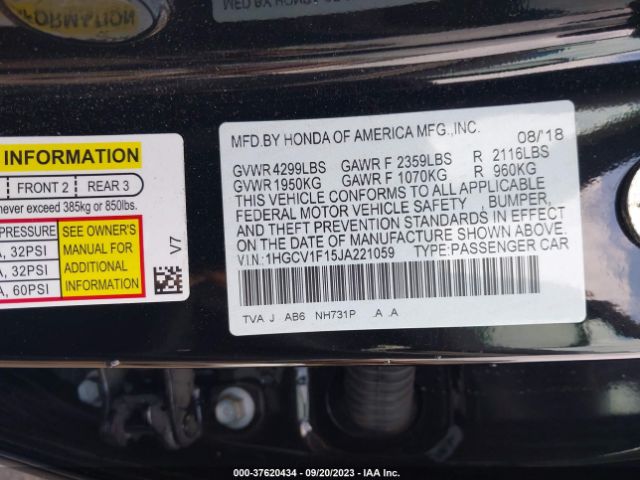 INFORMATION
MFD.BY HONDA OF AMERICA MFG.,INC. 08/'18
GVWR 4299LBS GAWR F 2359LBS R 2116LBS
GVWR 1950KG GAWR F 1070KG R 960KG
THIS VEHICLE CONFORMS TO ALL APPLICABLE
FEDERAL MOTOR VEHICLE SAFETY , BUMPER,
AND THEFT PREVENTION STANDARDS IN EFFECT
ON THE DATE OF MANUFACTURE SHOWN ABOVE.
V.I.N.:1HGCV1F15JA221059 TYPE:PASSENGER CAR
TVA J AB6 NH731P .A .A
INFORMATION
FRONT 2 REAR 3
never exceed 385kg or 850lbs.
PRESSURE SEE OWNER'S
MANUAL FOR
ADDITIONAL
INFORMATION
A, 32PSI
A, 32PSI
A, 60PSI
V7
000-37620434 - 09/20/2023 - IAA Inc.